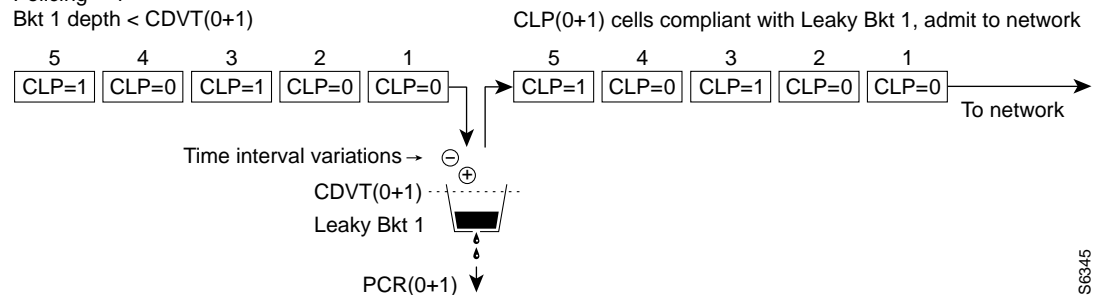 Bkt 1 depth < CDVT(0+1)
CLP(0+1) cells compliant with Leaky Bkt 1, admit to network
5 4 3 2 1
CLP=1 CLP=0 CLP=1 CLP=0 CLP=0
5 4 3 2 1
CLP=1 CLP=0 CLP=1 CLP=0 CLP=0
To network
Time interval variations →
CDVT(0+1)
Leaky Bkt 1
PCR(0+1)
S6345